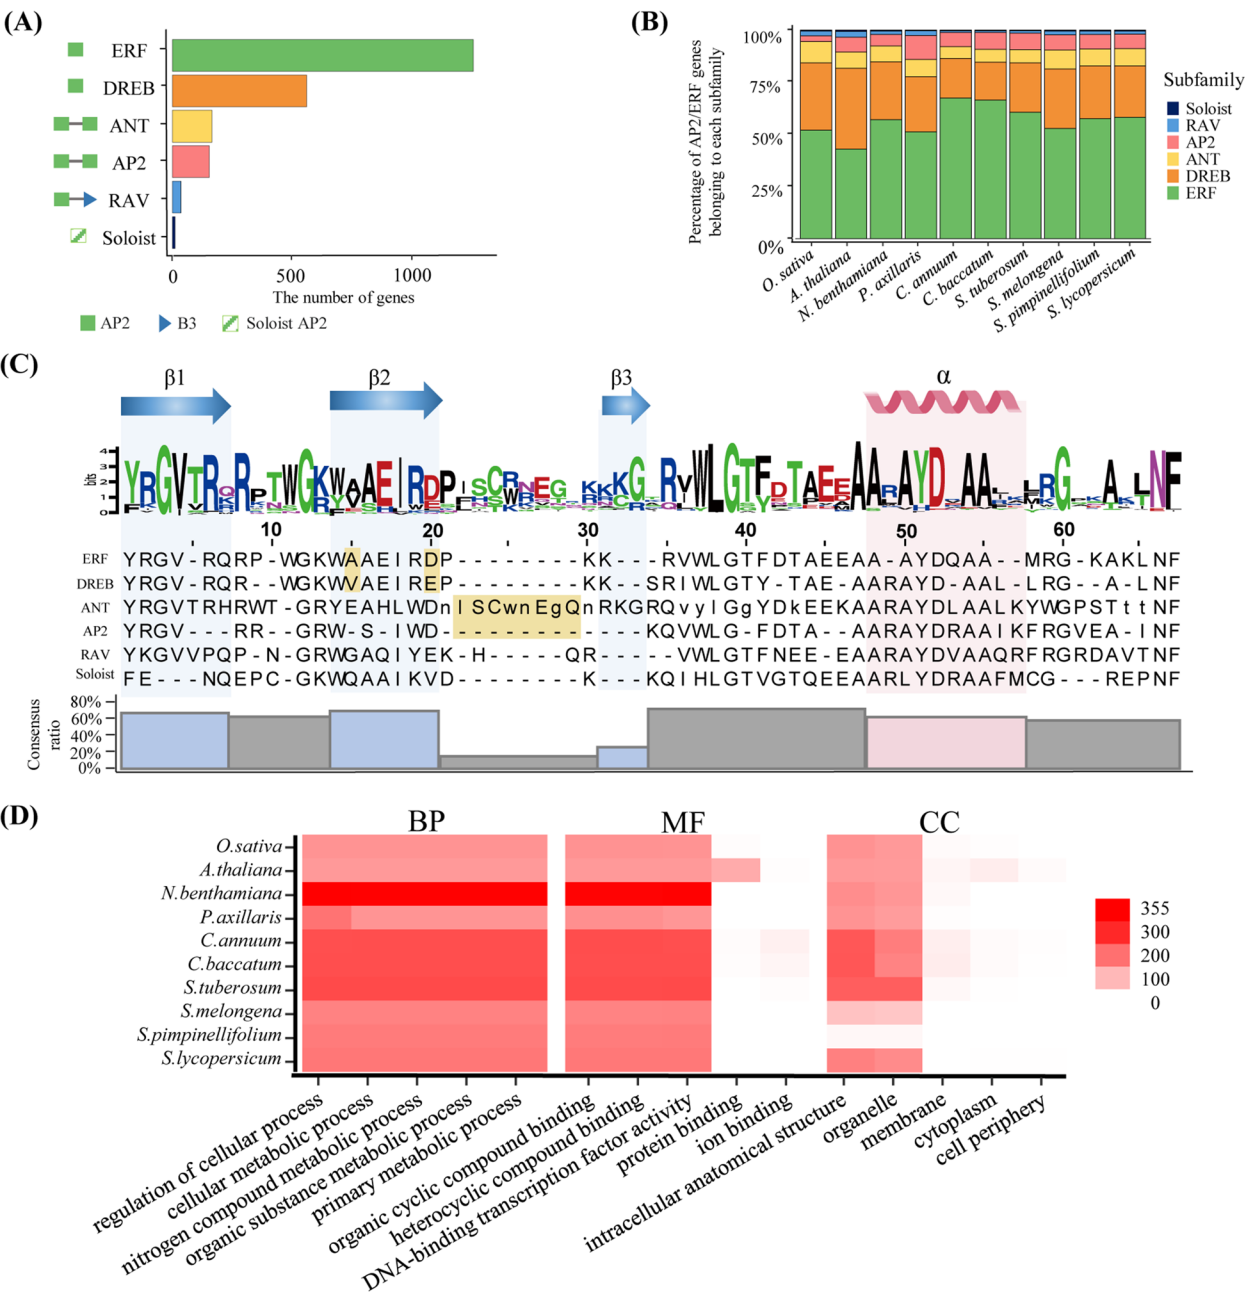 (A)
ERF
DREB
ANT
AP2
RAV
Soloist
0
500
1000
The number of genes
AP2
B3
Soloist AP2
(B)
Percentage of AP2/ERF genes
belonging to each subfamily
100%
75%
50%
25%
0%
O. sativa
A. thaliana
N. benthamiana
P. axillaris
C. annuum
C. baccatum
S. tuberosum
S. melongena
S. pimpinellifolium
S. lycopersicum
Subfamily
Soloist
RAV
AP2
ANT
DREB
ERF
(C)
β1
β2
β3
α
bits
4
3
2
1
0
10
20
30
40
50
60
ERF YRGV-RQRP-WGKWAAEIRDP--------KK---RVWLGTFDTAEEAA-AYDQAA--MRG-KAKLNF
DREB YRGV-RQR--WGKWVAEIREP--------KK--SRIWLGTY-TAE-AARAYD-AAL-LRG--A-LNF
ANT YRGVTRHRWT-GRYEAHLWDnISCwnEgQnRKGRQvylGgYDkEEKAARAYDLAALKYWGPSTttNF
AP2 YRGV---RR--GRW-S-IWD-------------KQVWLG-FDTA--AARAYDRAAIKFRGVEA-INF
RAV YKGVVPQP-N-GRWGAQIYEK-H-----QR-----VWLGTFNEE-EAARAYDVAAQRFRGRDAVTNF
Soloist FE---NQEPC-GKWQAAIKVD-------------KQIHLGTVGTQEEAARLYDRAAFMCG---REPNF
Consensus
ratio
80%
60%
40%
20%
0%
(D)
BP
MF
CC
O.sativa
A.thaliana
N.benthamiana
P.axillaris
C.annuum
C.baccatum
S.tuberosum
S.melongena
S.pimpinellifolium
S.lycopersicum
355
300
200
100
0
regulation of cellular process
cellular metabolic process
nitrogen compound metabolic process
organic substance metabolic process
primary metabolic process
organic cyclic compound binding
heterocyclic compound binding
DNA-binding transcription factor activity
protein binding
ion binding
intracellular anatomical structure
organelle
membrane
cytoplasm
cell periphery